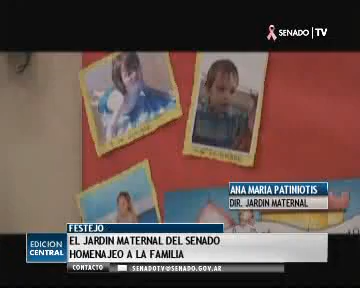 SENADO TV
ANA MARIA PATINIOTIS
DIR. JARDIN MATERNAL
FESTEJO
EDICION CENTRAL
EL JARDIN MATERNAL DEL SENADO
HOMENAJEO A LA FAMILIA
CONTACTO
SENADOTV@SENADO.GOV.AR